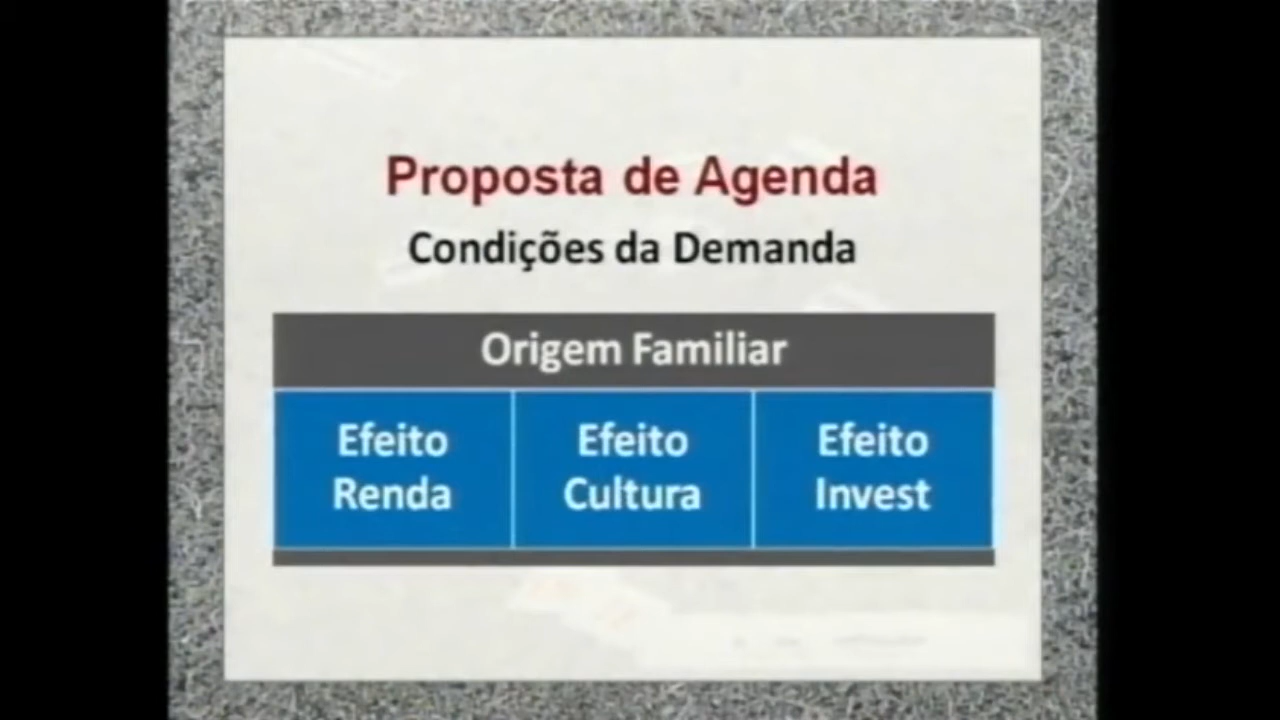 Proposta de Agenda
Condições da Demanda
Origem Familiar
Efeito
Renda
Efeito
Cultura
Efeito
Invest